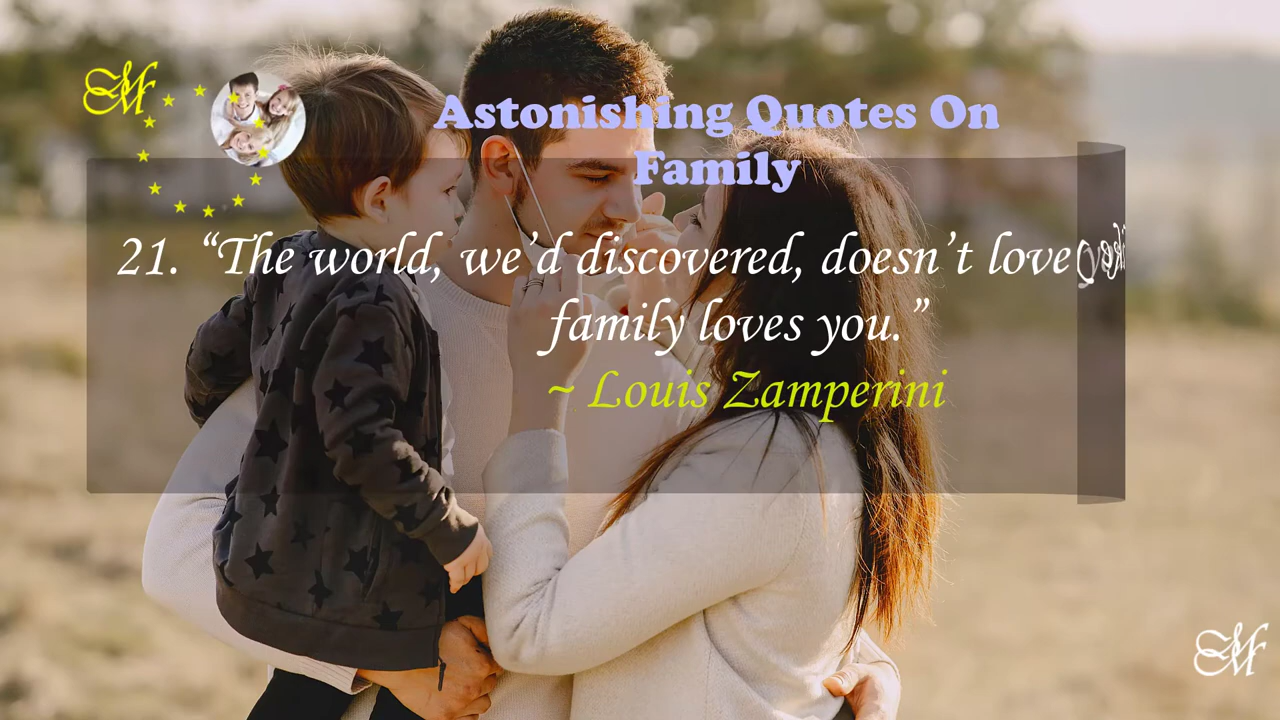 M
Astonishing Quotes On
Family
21. “The world, we’d discovered, doesn’t love
family loves you.”
~ Louis Zamperini
M